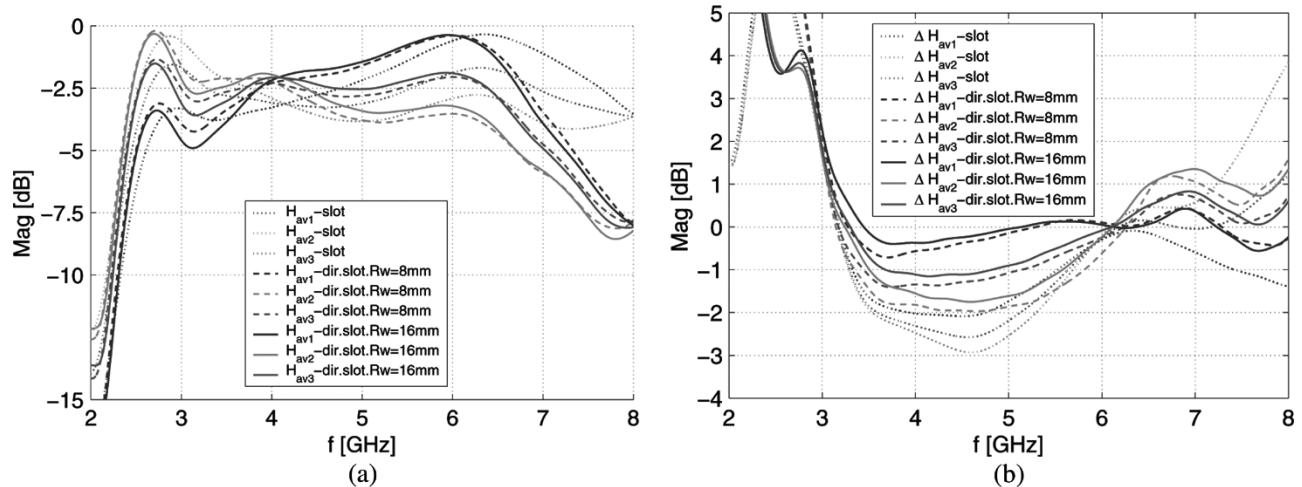 0
−2.5
−5
−7.5
−10
−12.5
−15
Mag [dB]
2 3 4 5 6 7 8
f [GHz]
H_av1−slot
H_av2−slot
H_av3−slot
H_av1−dir.slot.Rw=8mm
H_av2−dir.slot.Rw=8mm
H_av3−dir.slot.Rw=8mm
H_av1−dir.slot.Rw=16mm
H_av2−dir.slot.Rw=16mm
H_av3−dir.slot.Rw=16mm
(a)
5
4
3
2
1
0
−1
−2
−3
−4
Mag [dB]
2 3 4 5 6 7 8
f [GHz]
Δ H_av1−slot
Δ H_av2−slot
Δ H_av3−slot
Δ H_av1−dir.slot.Rw=8mm
Δ H_av2−dir.slot.Rw=8mm
Δ H_av3−dir.slot.Rw=8mm
Δ H_av1−dir.slot.Rw=16mm
Δ H_av2−dir.slot.Rw=16mm
Δ H_av3−dir.slot.Rw=16mm
(b)